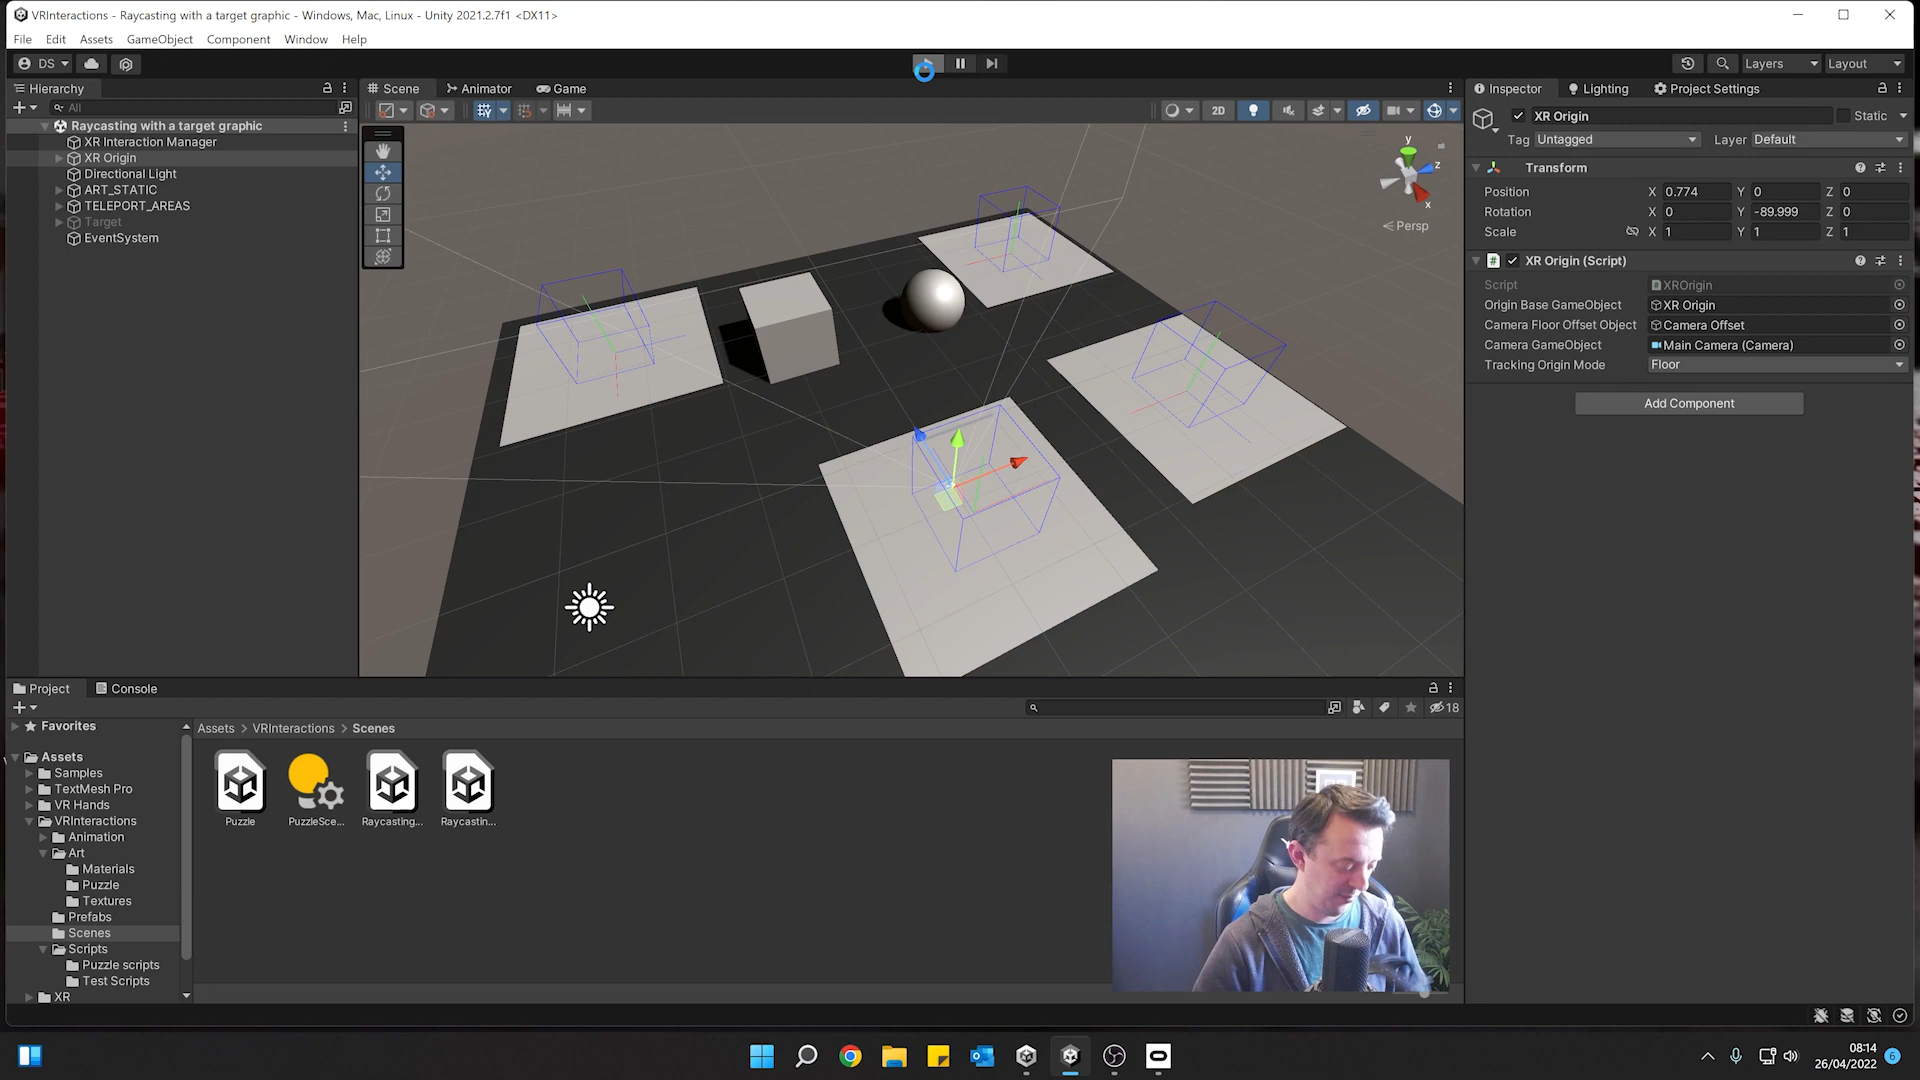 VRInteractions - Raycasting with a target graphic - Windows, Mac, Linux - Unity 2021.2.7f1 <DX11>
File Edit Assets GameObject Component Window Help
DS Layers Layout
Hierarchy
All
Raycasting with a target graphic
XR Interaction Manager
XR Origin
Directional Light
ART_STATIC
TELEPORT_AREAS
Target
EventSystem
Scene Animator Game
2D
y
z
x
Persp
Inspector Lighting Project Settings
XR Origin Static
Tag Untagged Layer Default
Transform
Position X 0.774 Y 0 Z 0
Rotation X 0 Y -89.999 Z 0
Scale X 1 Y 1 Z 1
XR Origin (Script)
Script XROrigin
Origin Base GameObject XR Origin
Camera Floor Offset Object Camera Offset
Camera GameObject Main Camera (Camera)
Tracking Origin Mode Floor
Add Component
Project Console
18
Favorites
Assets
Samples
TextMesh Pro
VR Hands
VRInteractions
Animation
Art
Materials
Puzzle
Textures
Prefabs
Scenes
Scripts
Puzzle scripts
Test Scripts
XR
Assets > VRInteractions > Scenes
Puzzle PuzzleSce... Raycasting... Raycastin...
08:14
26/04/2022 6